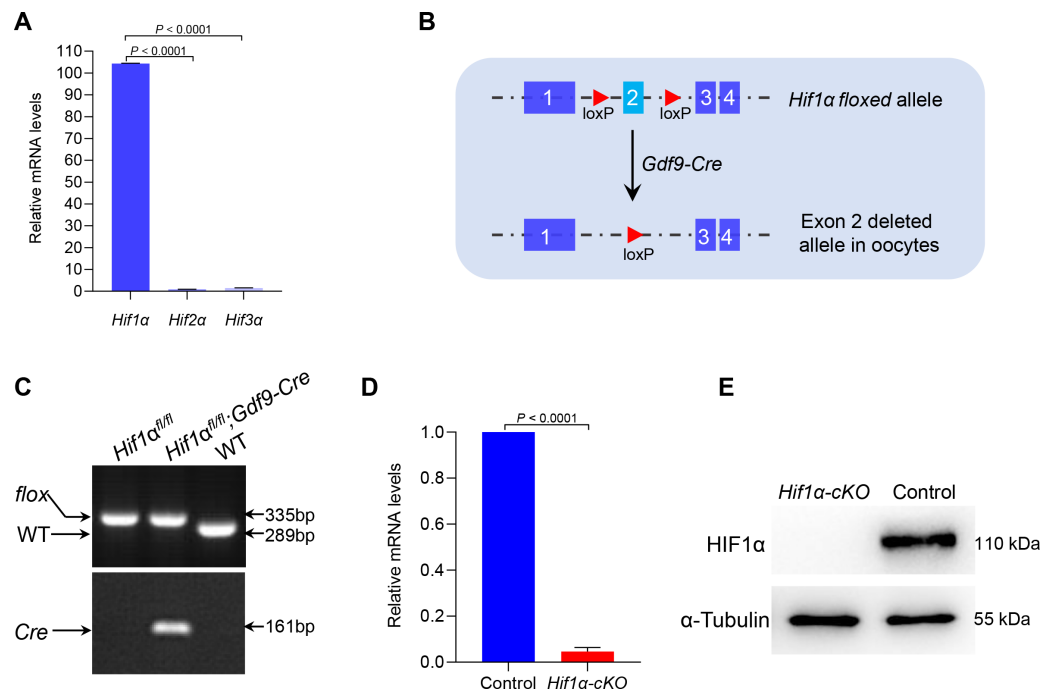 A
P < 0.0001
P < 0.0001
Relative mRNA levels
110
100
90
80
70
60
50
40
30
20
10
0
Hif1α
Hif2α
Hif3α
B
1
loxP
2
loxP
3
4
Hif1α floxed allele
Gdf9-Cre
1
loxP
3
4
Exon 2 deleted
allele in oocytes
C
Hif1α^fl/fl
Hif1α^fl/fl;Gdf9-Cre
WT
flox
WT
335bp
289bp
Cre
161bp
D
P < 0.0001
Relative mRNA levels
1.0
0.8
0.6
0.4
0.2
0.0
Control
Hif1α-cKO
E
Hif1α-cKO
Control
HIF1α
110 kDa
α-Tubulin
55 kDa